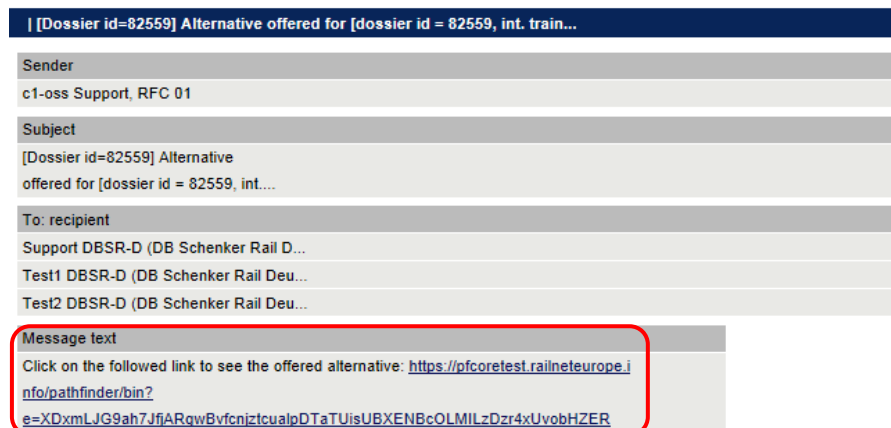 | [Dossier id=82559] Alternative offered for [dossier id = 82559, int. train...
Sender
c1-oss Support, RFC 01
Subject
[Dossier id=82559] Alternative
offered for [dossier id = 82559, int....
To: recipient
Support DBSR-D (DB Schenker Rail D...
Test1 DBSR-D (DB Schenker Rail Deu...
Test2 DBSR-D (DB Schenker Rail Deu...
Message text
Click on the followed link to see the offered alternative: https://pfcoretest.railneteurope.i
nfo/pathfinder/bin?
e=XDxmLJG9ah7JfjARqwBvfcnjztcualpDTaTUisUBXENBcOLMILzDzr4xUvobHZER